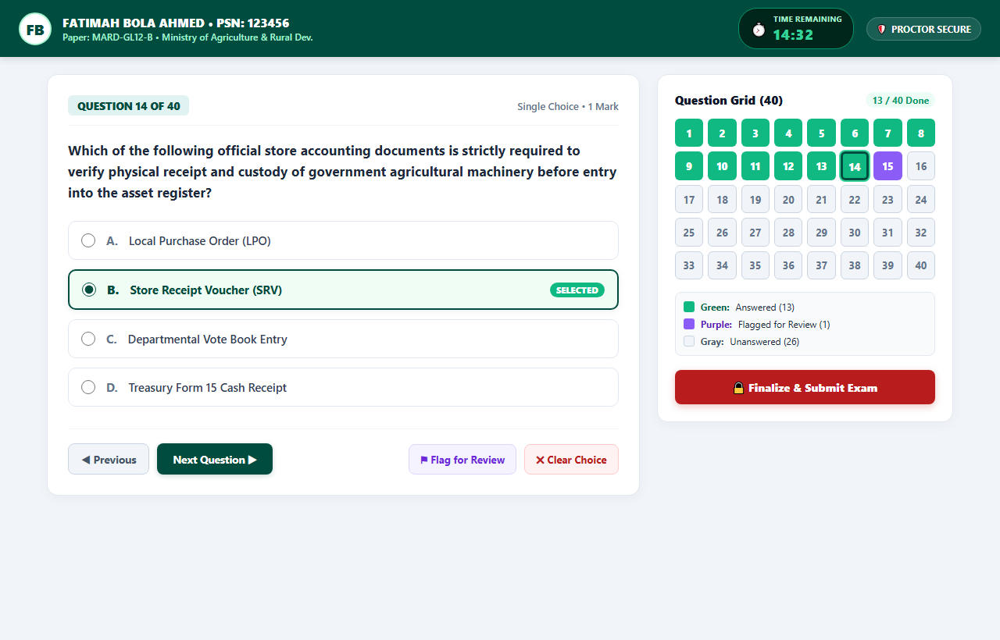 FB
FATIMAH BOLA AHMED • PSN: 123456
Paper: MARD-GL12-B • Ministry of Agriculture & Rural Dev.
TIME REMAINING
14:32
PROCTOR SECURE
QUESTION 14 OF 40
Single Choice • 1 Mark
Which of the following official store accounting documents is strictly required to
verify physical receipt and custody of government agricultural machinery before entry
into the asset register?
A. Local Purchase Order (LPO)
B. Store Receipt Voucher (SRV) SELECTED
C. Departmental Vote Book Entry
D. Treasury Form 15 Cash Receipt
◀ Previous
Next Question ▶
⚑ Flag for Review
✕ Clear Choice
Question Grid (40)
13 / 40 Done
1 2 3 4 5 6 7 8
9 10 11 12 13 14 15 16
17 18 19 20 21 22 23 24
25 26 27 28 29 30 31 32
33 34 35 36 37 38 39 40
Green: Answered (13)
Purple: Flagged for Review (1)
Gray: Unanswered (26)
🔒 Finalize & Submit Exam